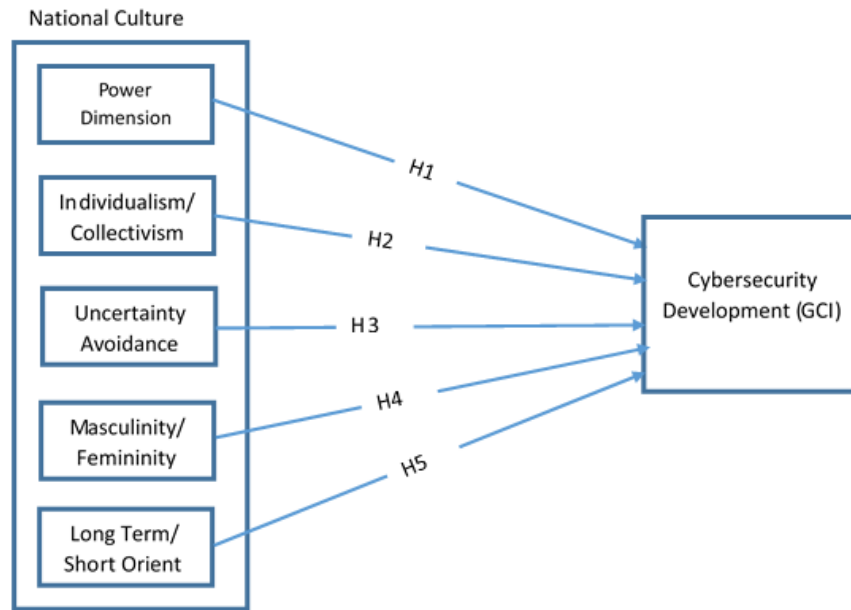 National Culture
Power
Dimension
H1
Individualism/
Collectivism
H2
Cybersecurity
Development (GCI)
Uncertainty
Avoidance
H3
Masculinity/
Femininity
H4
Long Term/
Short Orient
H5